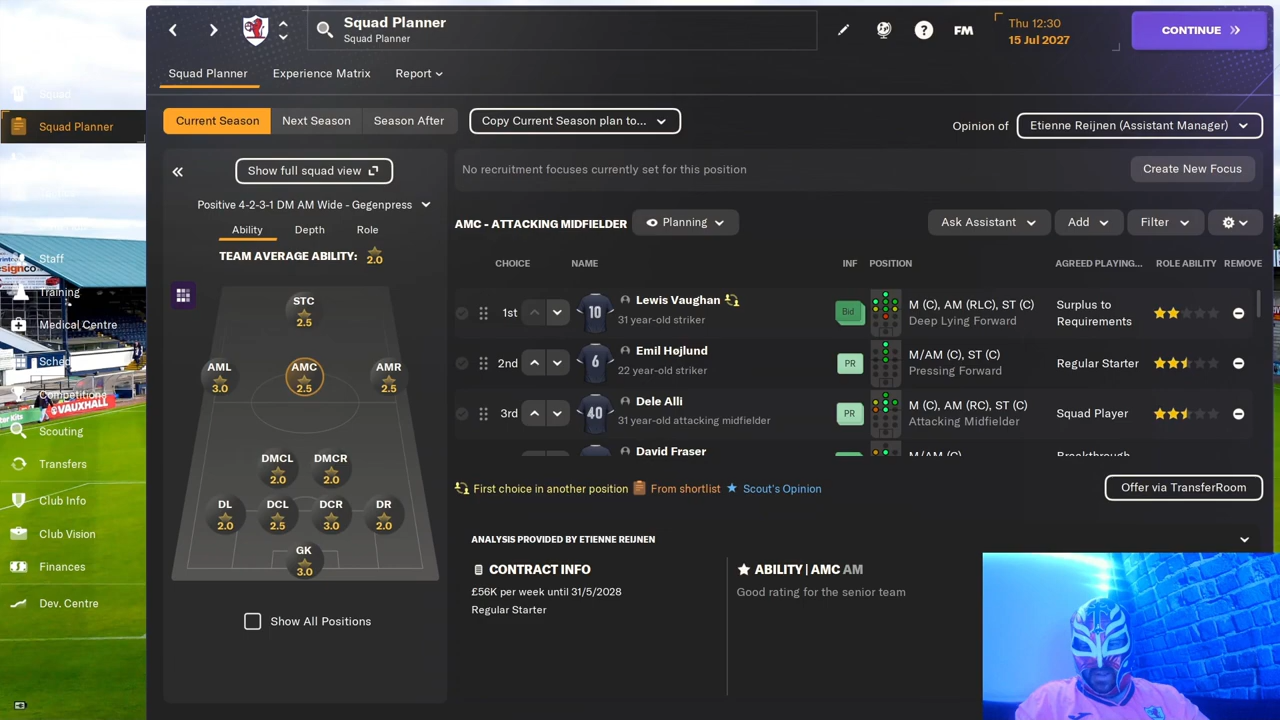 Squad Planner
Squad Planner
FM
Thu 12:30
15 Jul 2027
CONTINUE
Squad Planner
Experience Matrix
Report
Squad
Squad Planner
Staff
Training
Medical Centre
Sched
Competitions
Scouting
Transfers
Club Info
Club Vision
Finances
Dev. Centre
Current Season
Next Season
Season After
Copy Current Season plan to...
Opinion of
Etienne Reijnen (Assistant Manager)
Show full squad view
Positive 4-2-3-1 DM AM Wide - Gegenpress
Ability
Depth
Role
TEAM AVERAGE ABILITY:
2.0
STC
2.5
AML
3.0
AMC
2.5
AMR
2.5
DMCL
2.0
DMCR
2.0
DL
2.0
DCL
2.5
DCR
3.0
DR
2.0
GK
3.0
Show All Positions
No recruitment focuses currently set for this position
Create New Focus
AMC - ATTACKING MIDFIELDER
Planning
Ask Assistant
Add
Filter
CHOICE
NAME
INF
POSITION
AGREED PLAYING...
ROLE ABILITY
REMOVE
1st
10
Lewis Vaughan
31 year-old striker
Bid
M (C), AM (RLC), ST (C)
Deep Lying Forward
Surplus to
Requirements
2nd
6
Emil Højlund
22 year-old striker
PR
M/AM (C), ST (C)
Pressing Forward
Regular Starter
3rd
40
Dele Alli
31 year-old attacking midfielder
PR
M (C), AM (RC), ST (C)
Attacking Midfielder
Squad Player
David Fraser
M/AM (C)
Breakthrough
First choice in another position
From shortlist
Scout's Opinion
Offer via TransferRoom
ANALYSIS PROVIDED BY ETIENNE REIJNEN
CONTRACT INFO
£56K per week until 31/5/2028
Regular Starter
ABILITY | AMC AM
Good rating for the senior team
VAUXHALL